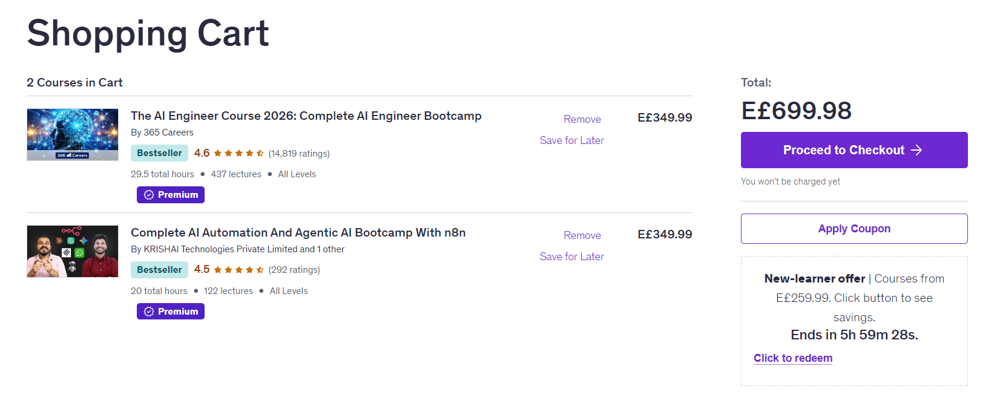 Shopping Cart
2 Courses in Cart
The AI Engineer Course 2026: Complete AI Engineer Bootcamp
By 365 Careers
Bestseller 4.6 (14,819 ratings)
29.5 total hours • 437 lectures • All Levels
Premium
Remove
Save for Later
E£349.99
365 Careers
Complete AI Automation And Agentic AI Bootcamp With n8n
By KRISHAI Technologies Private Limited and 1 other
Bestseller 4.5 (292 ratings)
20 total hours • 122 lectures • All Levels
Premium
Remove
Save for Later
E£349.99
Total:
E£699.98
Proceed to Checkout →
You won't be charged yet
Apply Coupon
New-learner offer | Courses from
E£259.99. Click button to see
savings.
Ends in 5h 59m 28s.
Click to redeem